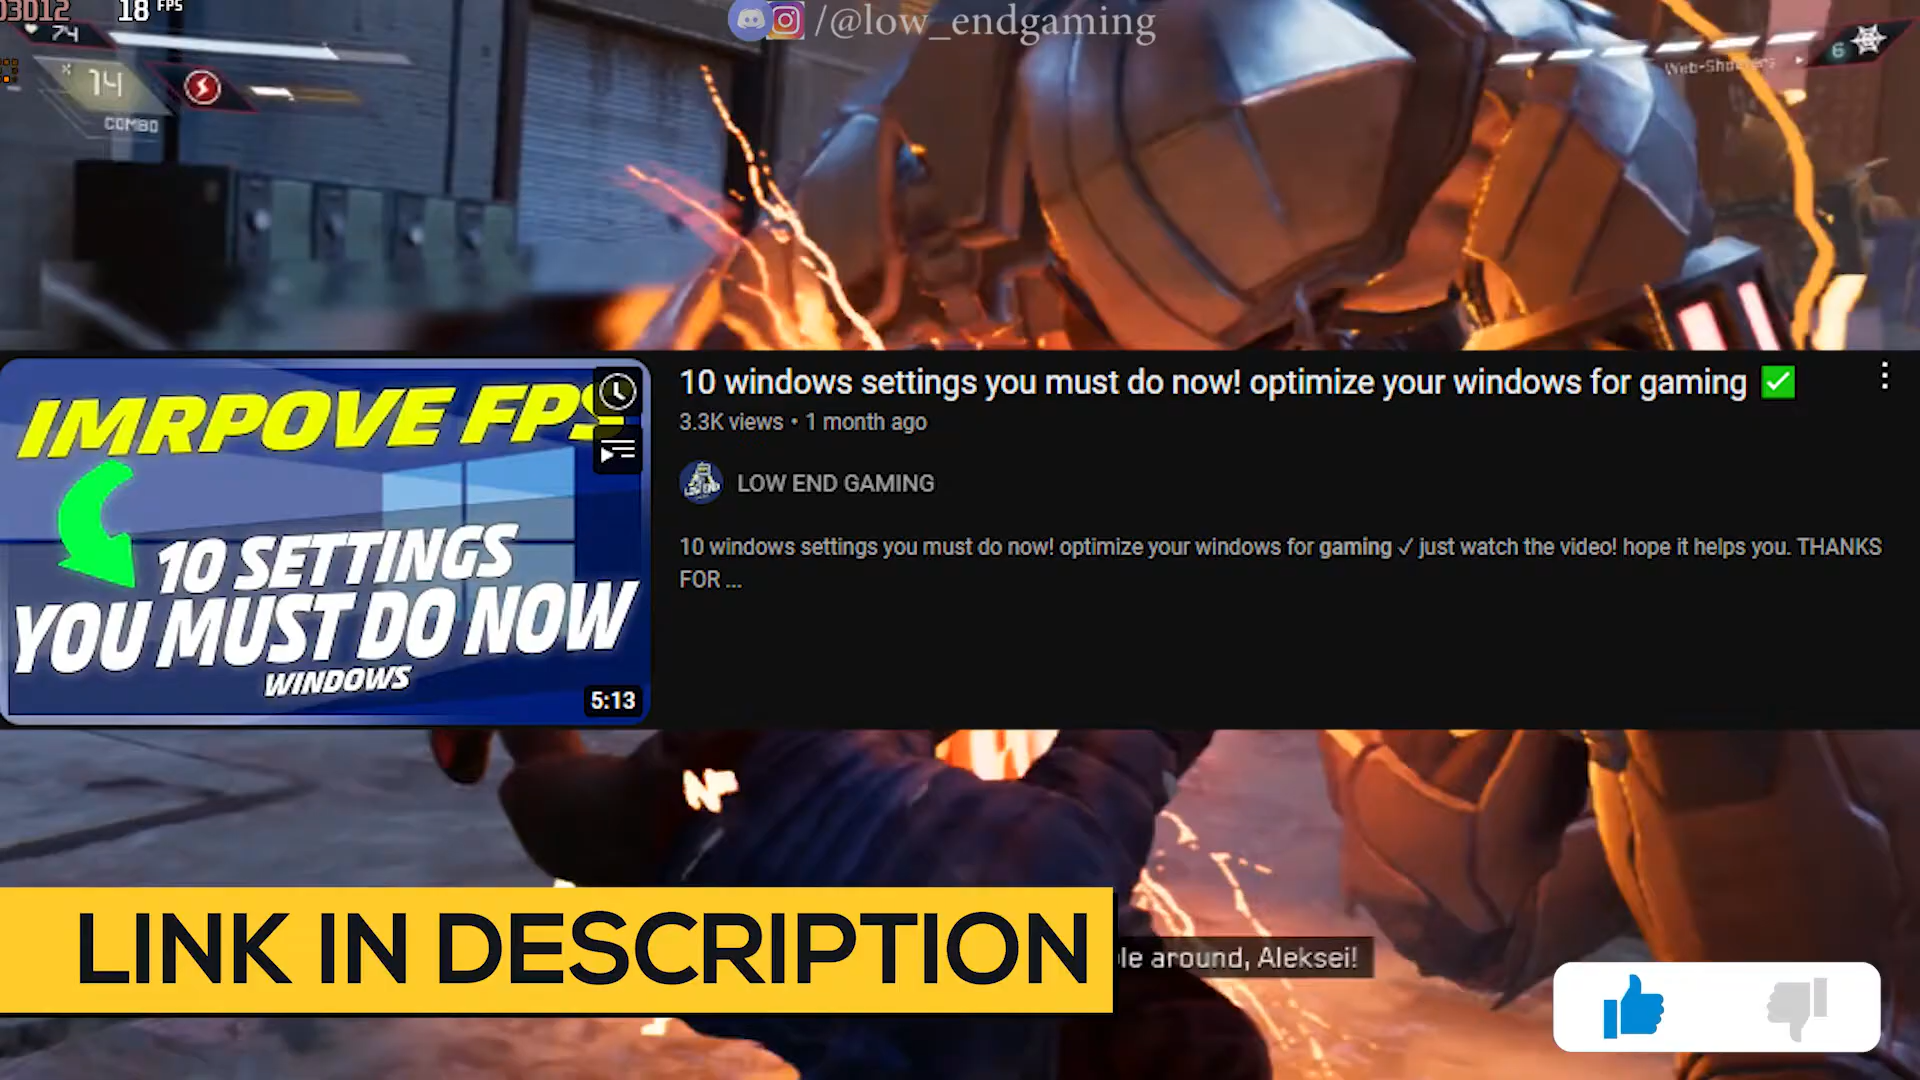 D3D12 18 FPS
/@low_endgaming
74
14
COMBO
Web-Shooters
6
IMRPOVE FPS
10 SETTINGS
YOU MUST DO NOW
WINDOWS
5:13
10 windows settings you must do now! optimize your windows for gaming ✅
3.3K views • 1 month ago
LOW END GAMING
10 windows settings you must do now! optimize your windows for gaming ✓ just watch the video! hope it helps you. THANKS
FOR ...
LINK IN DESCRIPTION
around, Aleksei!